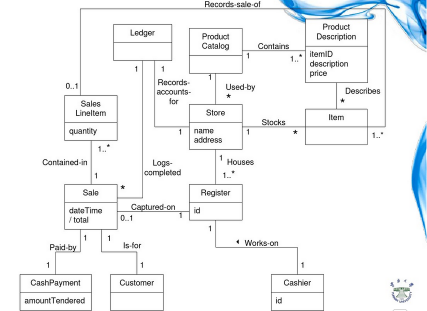 Records-sale-of
Ledger
Product
Catalog
Product
Description
itemID
description
price
Contains
1
1..*
1
1
1
Records-
accounts-
for
Used-by
*
Describes
*
0..1
Sales
LineItem
quantity
Store
name
address
1
1
Stocks
*
Item
1..*
1..*
Contained-in
1
Logs-
completed
*
1
Houses
1..*
Sale
dateTime
/ total
0..1
Captured-on
1
Register
id
1
Paid-by
1
1
Is-for
Works-on
1
1
1
CashPayment
amountTendered
Customer
Cashier
id